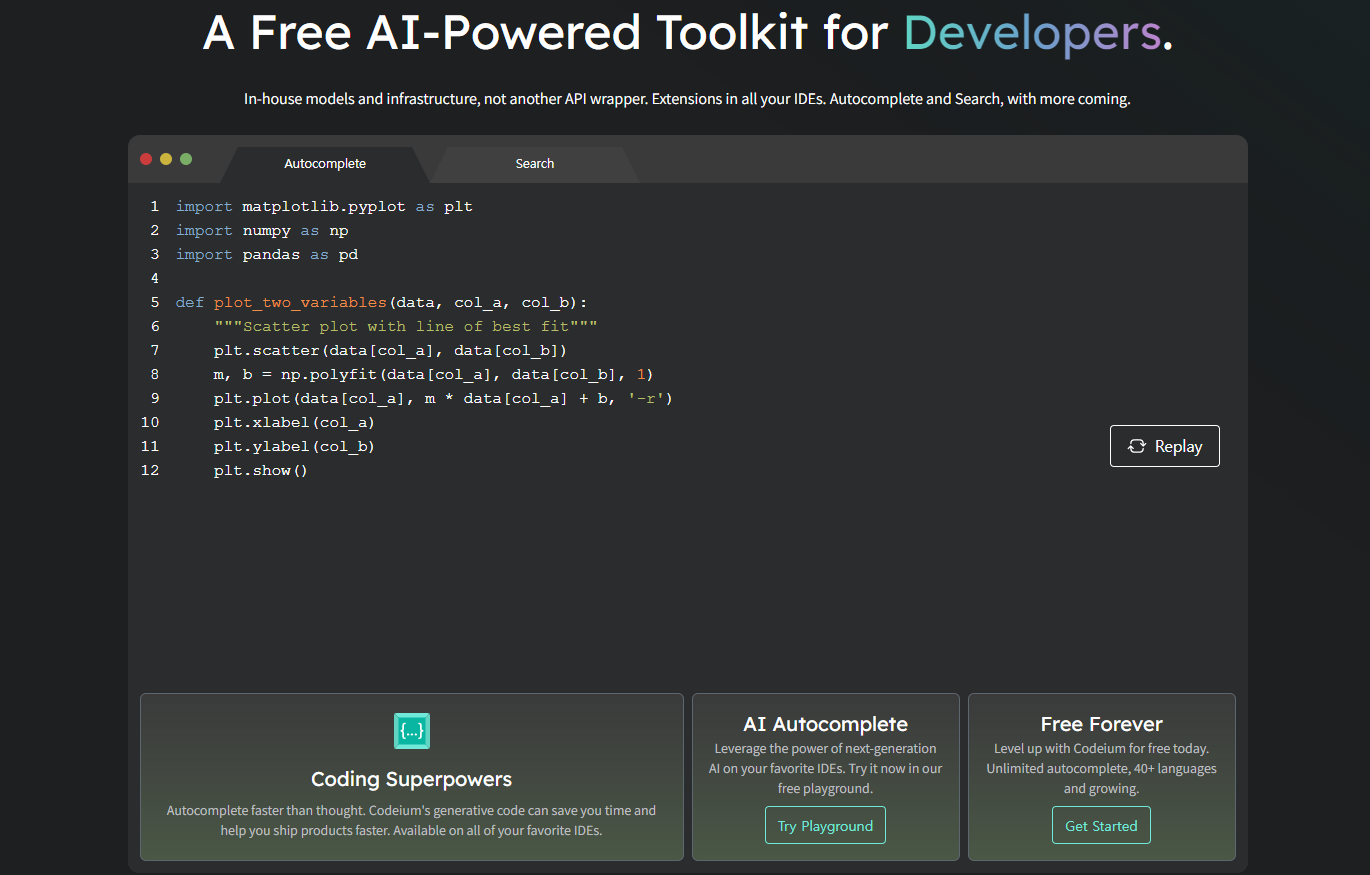 A Free AI-Powered Toolkit for Developers.
In-house models and infrastructure, not another API wrapper. Extensions in all your IDEs. Autocomplete and Search, with more coming.
Autocomplete
Search
1 import matplotlib.pyplot as plt
2 import numpy as np
3 import pandas as pd
4
5 def plot_two_variables(data, col_a, col_b):
6     """Scatter plot with line of best fit"""
7     plt.scatter(data[col_a], data[col_b])
8     m, b = np.polyfit(data[col_a], data[col_b], 1)
9     plt.plot(data[col_a], m * data[col_a] + b, '-r')
10     plt.xlabel(col_a)
11     plt.ylabel(col_b)
12     plt.show()
Replay
{...}
Coding Superpowers
Autocomplete faster than thought. Codeium's generative code can save you time and
help you ship products faster. Available on all of your favorite IDEs.
AI Autocomplete
Leverage the power of next-generation
AI on your favorite IDEs. Try it now in our
free playground.
Try Playground
Free Forever
Level up with Codeium for free today.
Unlimited autocomplete, 40+ languages
and growing.
Get Started